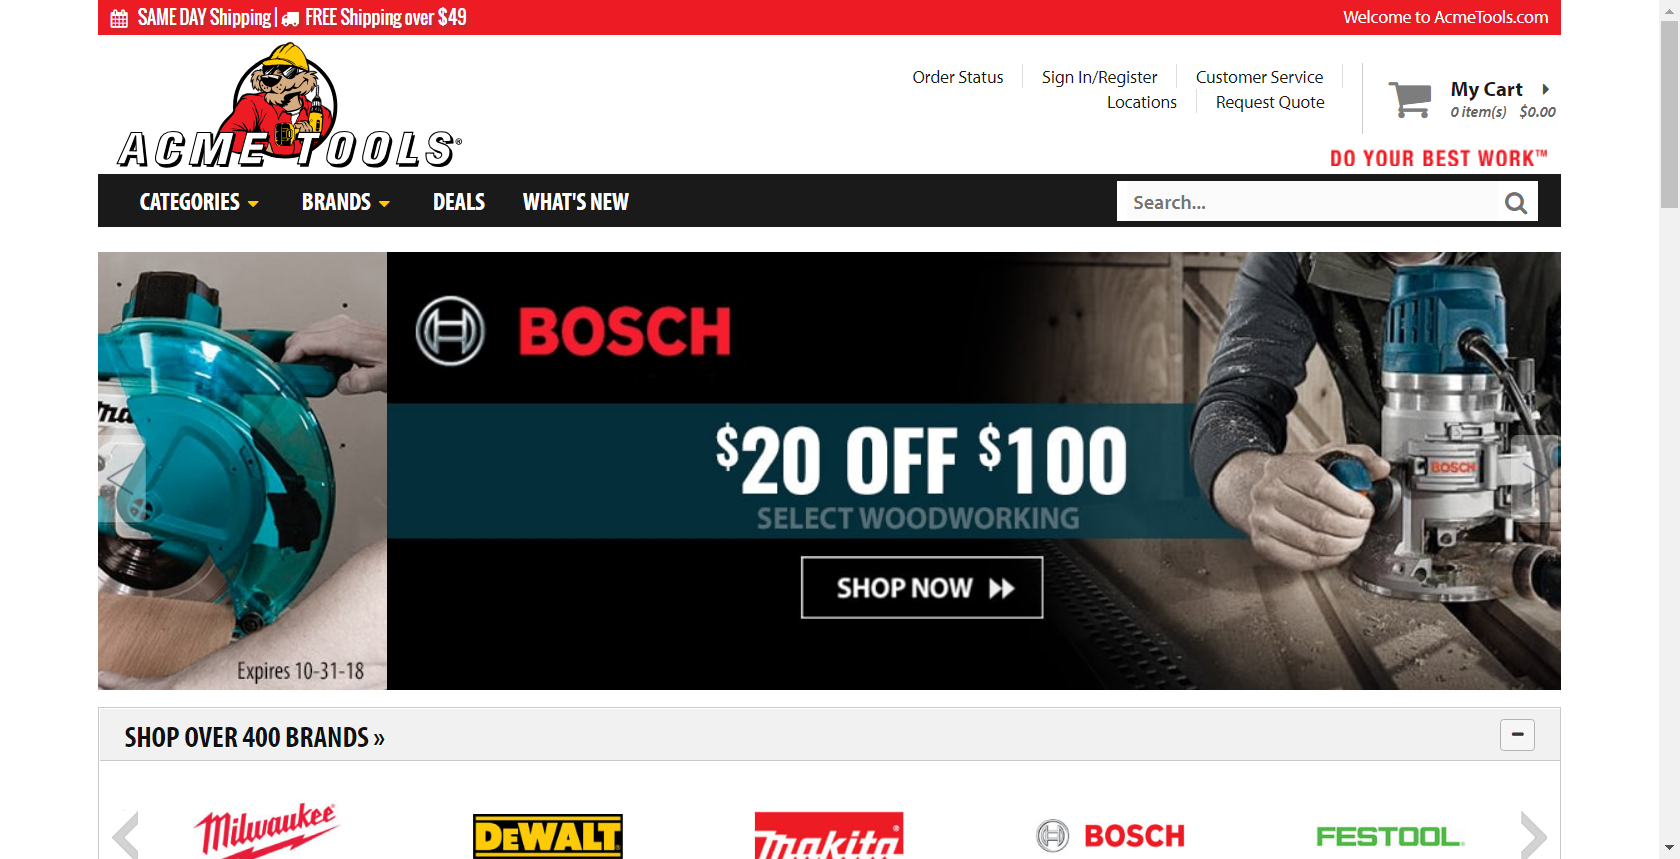 SAME DAY Shipping | FREE Shipping over $49
Welcome to AcmeTools.com
ACME TOOLS®
Order Status
Sign In/Register
Customer Service
Locations
Request Quote
My Cart
0 item(s) $0.00
DO YOUR BEST WORK™
CATEGORIES
BRANDS
DEALS
WHAT'S NEW
Search...
BOSCH
$20 OFF $100
SELECT WOODWORKING
SHOP NOW
BOSCH
Expires 10-31-18
SHOP OVER 400 BRANDS »
Milwaukee®
DEWALT
makita®
BOSCH
FESTOOL